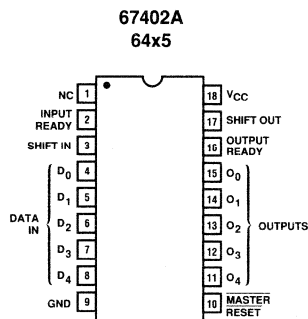 67402A
64x5
NC 1
INPUT READY 2
SHIFT IN 3
D0 4
D1 5
D2 6
D3 7
D4 8
DATA IN
GND 9
18 VCC
17 SHIFT OUT
16 OUTPUT READY
15 O0
14 O1
13 O2
12 O3
11 O4
OUTPUTS
10 MASTER RESET